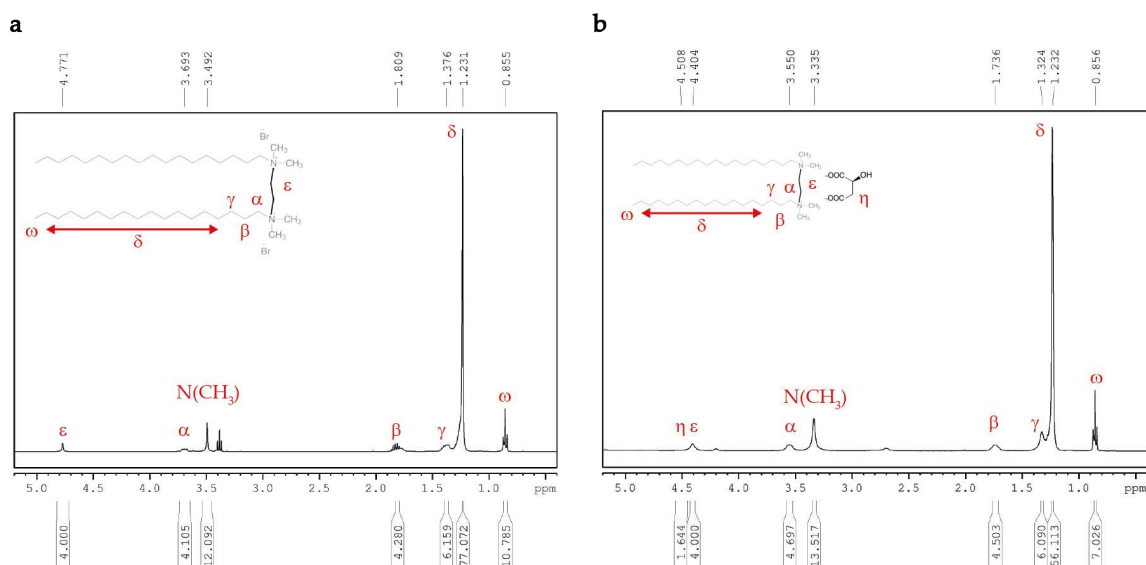 a
4.771 3.693 3.492 1.809 1.376 1.231 0.855
Br
CH3
N CH3
ε
γ α
N CH3
CH3
β
Br
ω δ
δ
N(CH3)
ω
ε α β γ
5.0 4.5 4.0 3.5 3.0 2.5 2.0 1.5 1.0 ppm
4.000 4.105 12.092 4.280 6.159 77.072 10.785
b
4.508 4.404 3.550 3.335 1.736 1.324 1.232 0.856
CH3
N CH3
-OOC OH
γ α ε
-OOC
η
N CH3
CH3
β
ω δ
δ
N(CH3)
ω
η ε α β γ
5.0 4.5 4.0 3.5 3.0 2.5 2.0 1.5 1.0 ppm
1.644 4.000 4.697 13.517 4.503 6.090 56.113 7.026